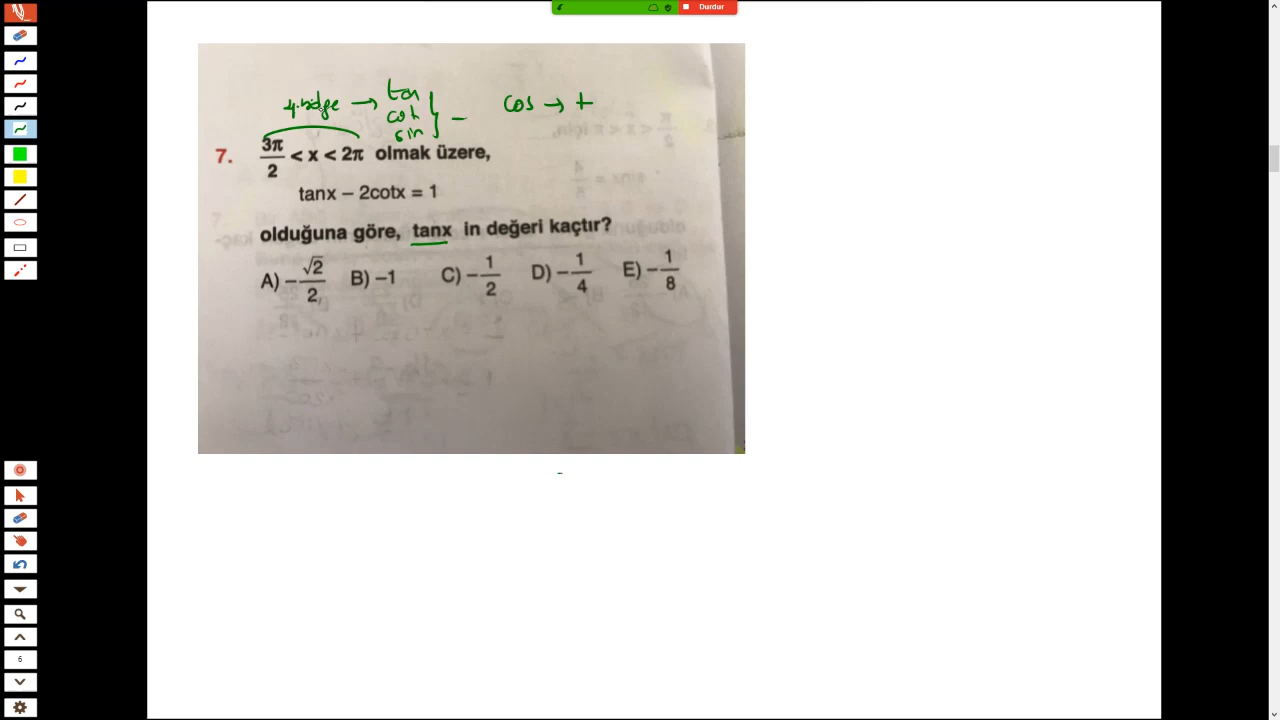 Durdur
4.bölge → tan
cot
sin } -
cos → +
7. 3π/2 < x < 2π olmak üzere,
tanx – 2cotx = 1
olduğuna göre, tanx in değeri kaçtır?
A) –√2/2 B) –1 C) –1/2 D) –1/4 E) –1/8
6